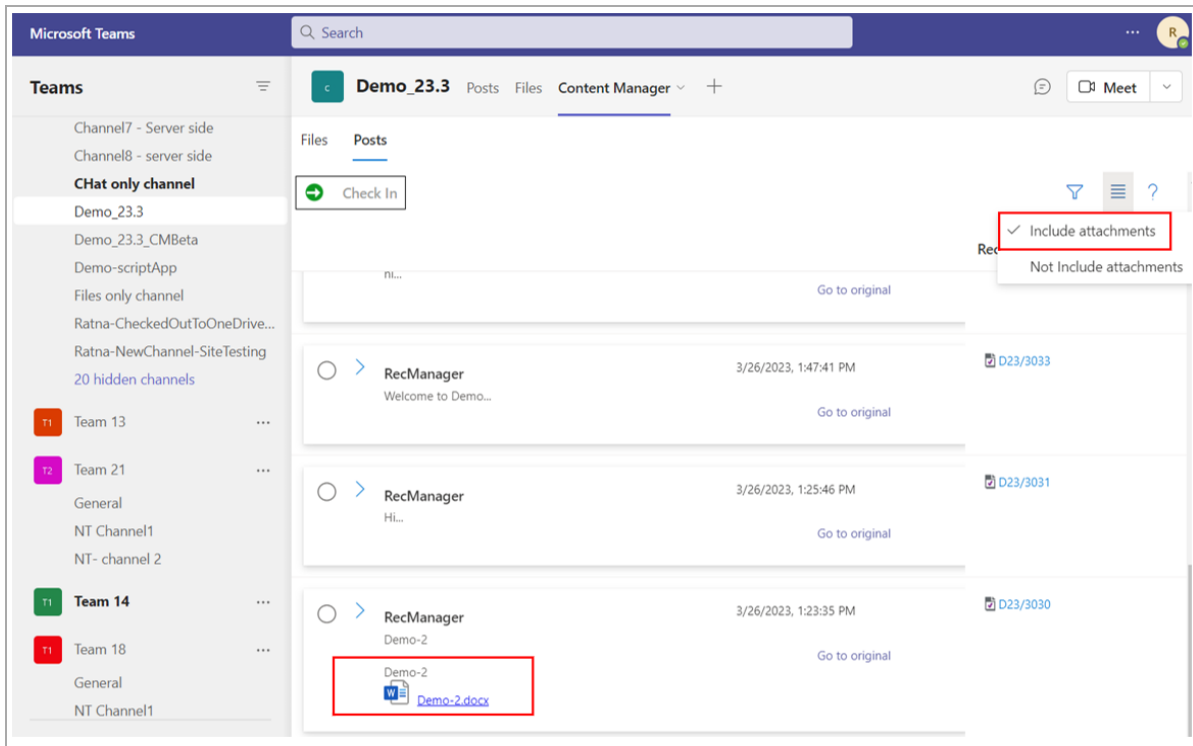 Microsoft Teams
Search
R
Teams
C
Demo_23.3 Posts Files Content Manager
Meet
Channel7 - Server side
Channel8 - server side
CHat only channel
Demo_23.3
Demo_23.3_CMBeta
Demo-scriptApp
Files only channel
Ratna-CheckedOutToOneDrive...
Ratna-NewChannel-SiteTesting
20 hidden channels
T1 Team 13
T2 Team 21
General
NT Channel1
NT- channel 2
T1 Team 14
T1 Team 18
General
NT Channel1
Files Posts
Check In
?
Include attachments
Not Include attachments
Rec
Go to original
RecManager 3/26/2023, 1:47:41 PM D23/3033
Welcome to Demo...
Go to original
RecManager 3/26/2023, 1:25:46 PM D23/3031
Hi...
Go to original
RecManager 3/26/2023, 1:23:35 PM D23/3030
Demo-2
Go to original
Demo-2
W Demo-2.docx